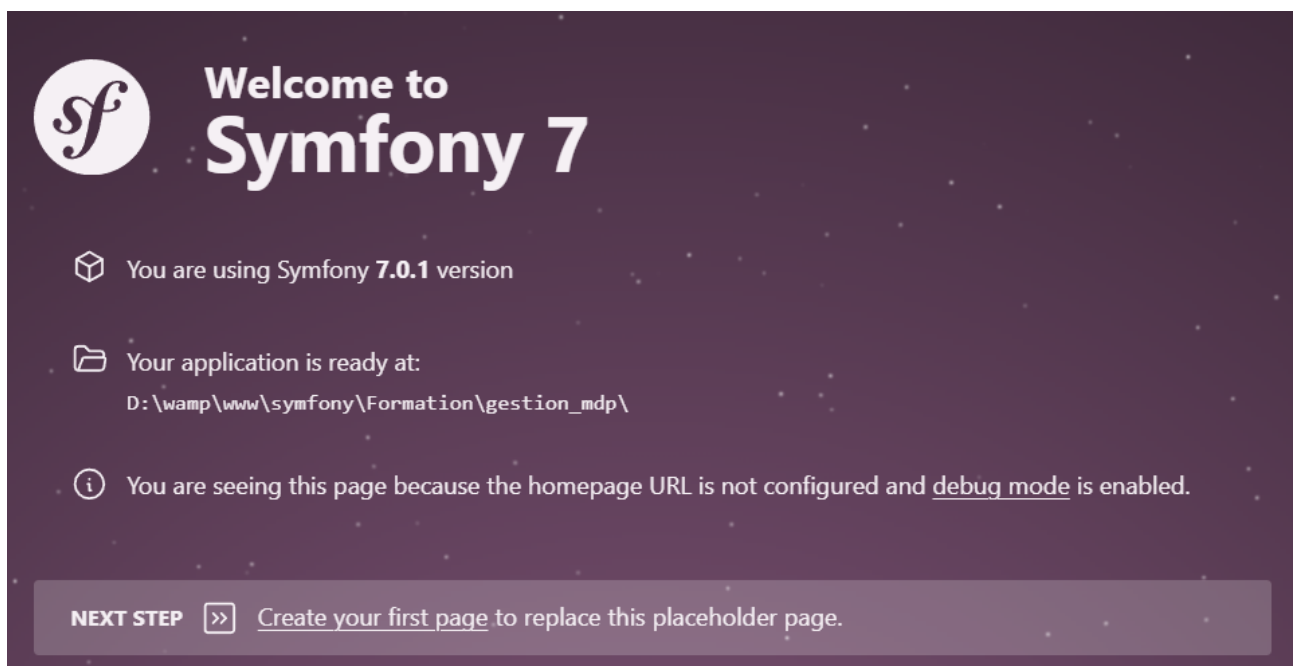 sf
Welcome to
Symfony 7
You are using Symfony 7.0.1 version
Your application is ready at:
D:\wamp\www\symfony\Formation\gestion_mdp\
You are seeing this page because the homepage URL is not configured and debug mode is enabled.
NEXT STEP Create your first page to replace this placeholder page.